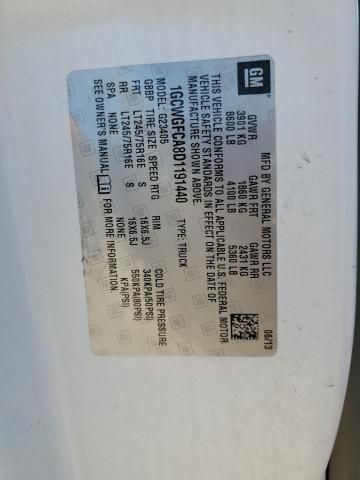 GM
MFD BY GENERAL MOTORS LLC
06/13
GVWR GAWR FRT GAWR RR
3901 KG 1860 KG 2431 KG
8600 LB 4100 LB 5360 LB
THIS VEHICLE CONFORMS TO ALL APPLICABLE U.S. FEDERAL MOTOR
VEHICLE SAFETY STANDARDS IN EFFECT ON THE DATE OF
MANUFACTURE SHOWN ABOVE.
1GCWGFCA8D1191440 TYPE: TRUCK
MODEL: G23405
GBBP TIRE SIZE SPEED RTG RIM COLD TIRE PRESSURE
FRT LT245/75R16E S 16X6.5J 340KPA(50PSI)
RR LT245/75R16E S 16X6.5J 550KPA(80PSI)
SPA NONE NONE KPA(PSI)
SEE OWNER'S MANUAL FOR MORE INFORMATION.